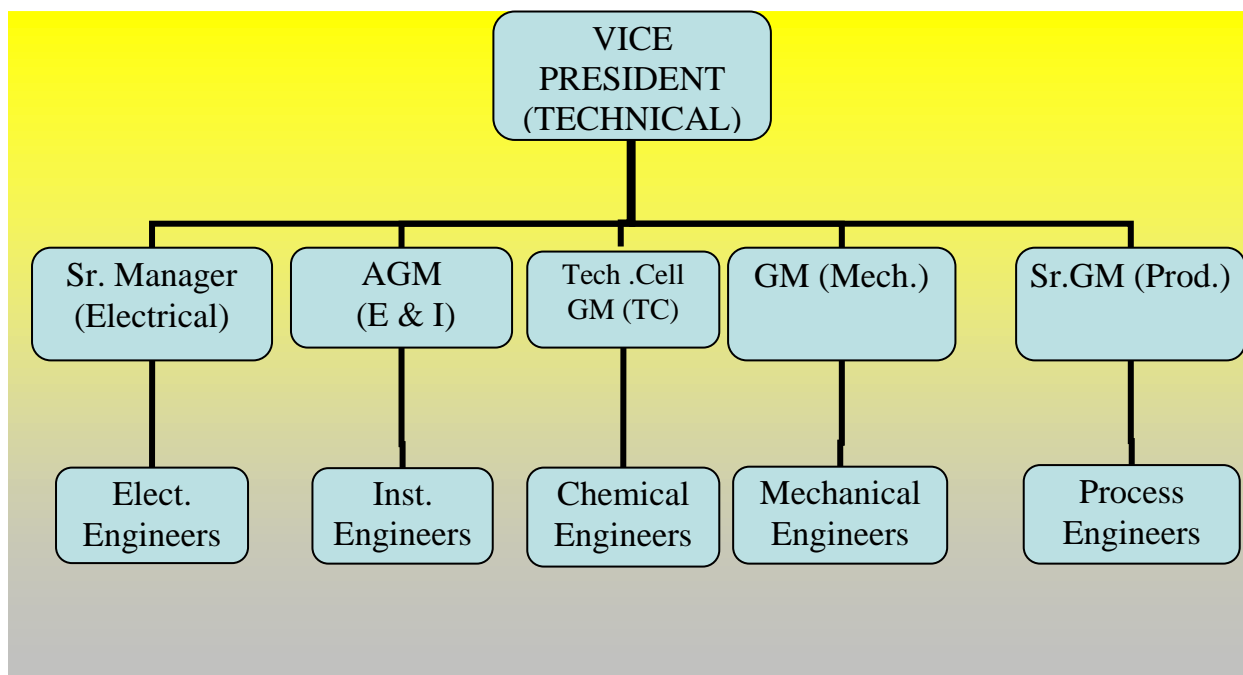 VICE
PRESIDENT
(TECHNICAL)
Sr. Manager
(Electrical)
AGM
(E & I)
Tech .Cell
GM (TC)
GM (Mech.)
Sr.GM (Prod.)
Elect.
Engineers
Inst.
Engineers
Chemical
Engineers
Mechanical
Engineers
Process
Engineers